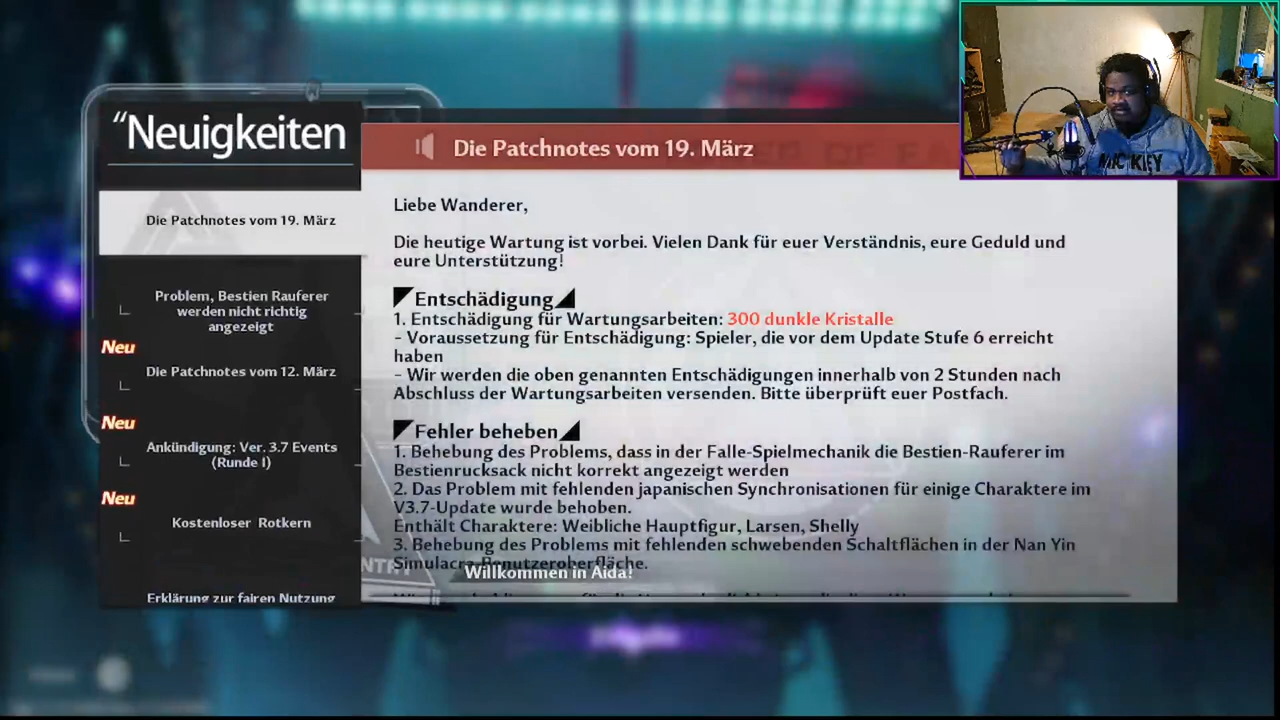 “Neuigkeiten
Die Patchnotes vom 19. März
Problem, Bestien Rauferer
werden nicht richtig
angezeigt
Neu
Die Patchnotes vom 12. März
Neu
Ankündigung: Ver. 3.7 Events
(Runde I)
Neu
Kostenloser Rotkern
Erklärung zur fairen Nutzung
Die Patchnotes vom 19. März
Liebe Wanderer,
Die heutige Wartung ist vorbei. Vielen Dank für euer Verständnis, eure Geduld und
eure Unterstützung!
Entschädigung
1. Entschädigung für Wartungsarbeiten: 300 dunkle Kristalle
- Voraussetzung für Entschädigung: Spieler, die vor dem Update Stufe 6 erreicht
haben
- Wir werden die oben genannten Entschädigungen innerhalb von 2 Stunden nach
Abschluss der Wartungsarbeiten versenden. Bitte überprüft euer Postfach.
Fehler beheben
1. Behebung des Problems, dass in der Falle-Spielmechanik die Bestien-Rauferer im
Bestienrucksack nicht korrekt angezeigt werden
2. Das Problem mit fehlenden japanischen Synchronisationen für einige Charaktere im
V3.7-Update wurde behoben.
Enthält Charaktere: Weibliche Hauptfigur, Larsen, Shelly
3. Behebung des Problems mit fehlenden schwebenden Schaltflächen in der Nan Yin
Simulacra-Benutzeroberfläche.
Willkommen in Aida!
MICKEY